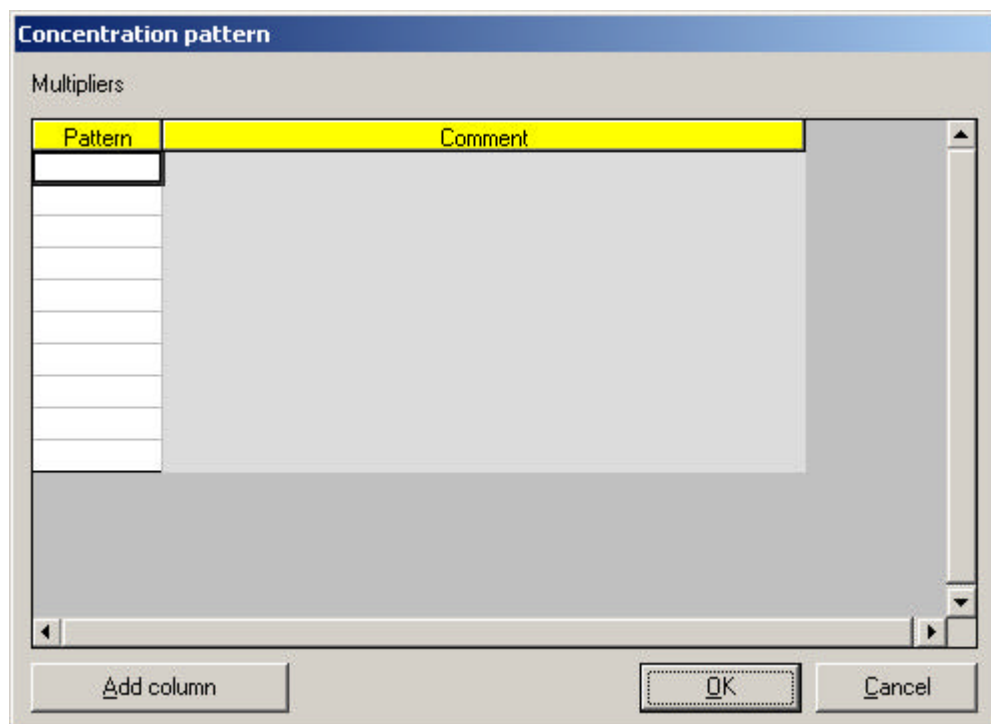 Concentration pattern
Multipliers
Pattern Comment
Add column OK Cancel